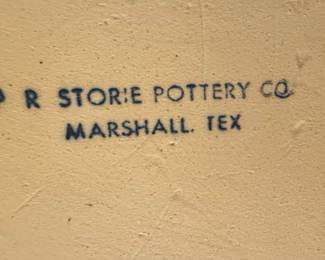 P R STORIE POTTERY CO.
MARSHALL. TEX